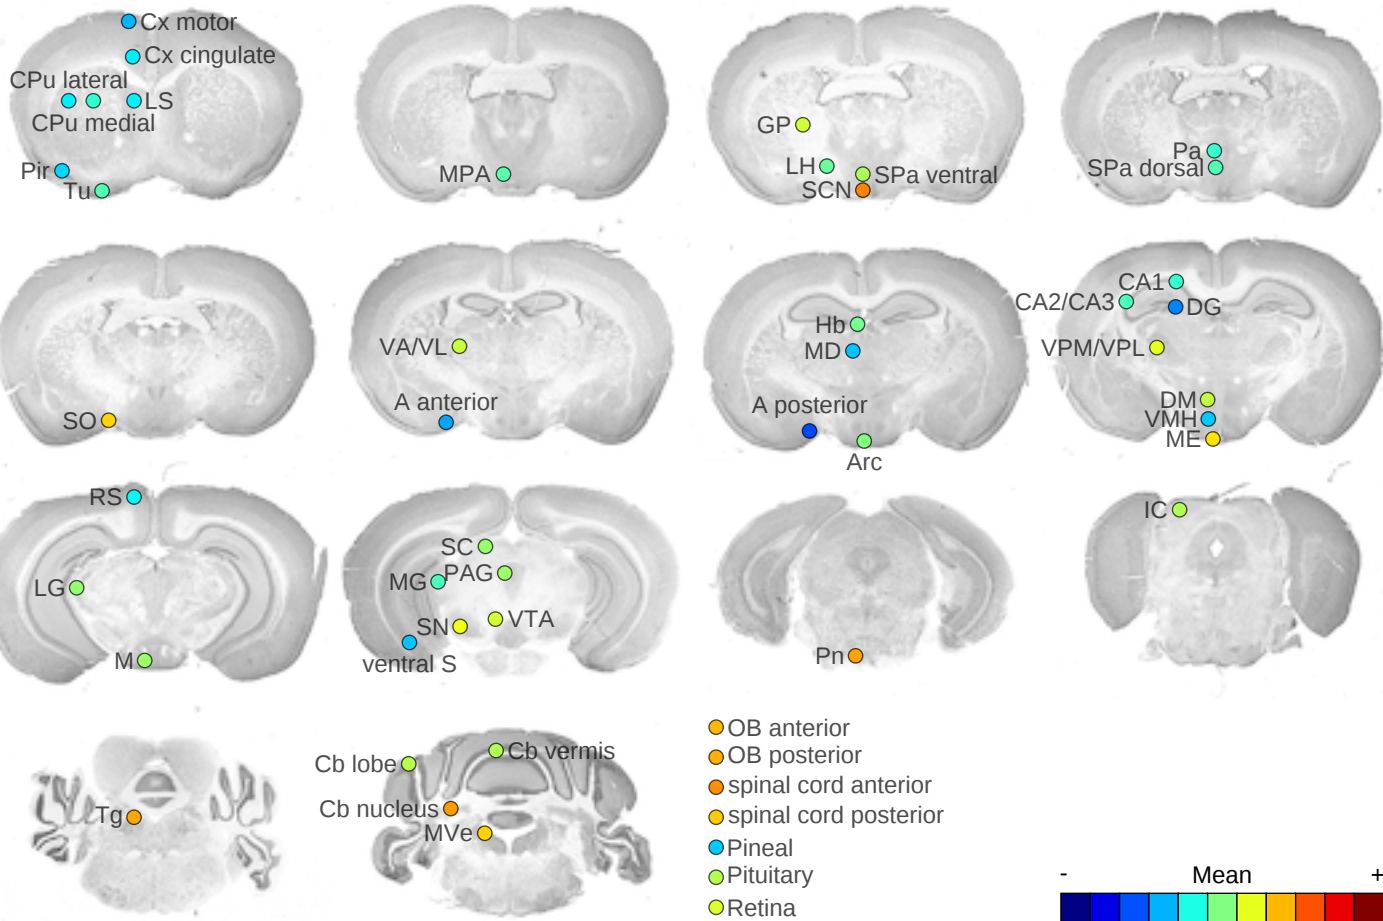 Cx motor
Cx cingulate
CPu lateral
LS
CPu medial
Pir
Tu
MPA
GP
LH
SPa ventral
SCN
Pa
SPa dorsal
SO
VA/VL
A anterior
Hb
MD
A posterior
Arc
CA1
CA2/CA3
DG
VPM/VPL
DM
VMH
ME
RS
LG
M
SC
MG
PAG
SN
VTA
ventral S
Pn
IC
Tg
Cb lobe
Cb vermis
Cb nucleus
MVe
OB anterior
OB posterior
spinal cord anterior
spinal cord posterior
Pineal
Pituitary
Retina
- Mean +